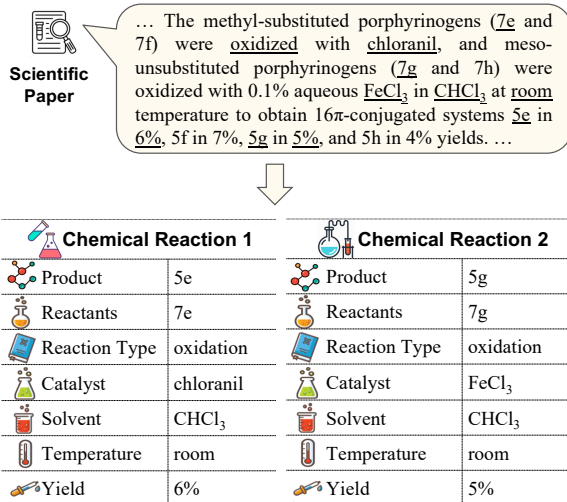 … The methyl-substituted porphyrinogens (7e and
7f) were oxidized with chloranil, and meso-
unsubstituted porphyrinogens (7g and 7h) were
oxidized with 0.1% aqueous FeCl₃ in CHCl₃ at room
temperature to obtain 16π-conjugated systems 5e in
6%, 5f in 7%, 5g in 5%, and 5h in 4% yields. …
Scientific
Paper
Chemical Reaction 1
Product 5e
Reactants 7e
Reaction Type oxidation
Catalyst chloranil
Solvent CHCl₃
Temperature room
Yield 6%
Chemical Reaction 2
Product 5g
Reactants 7g
Reaction Type oxidation
Catalyst FeCl₃
Solvent CHCl₃
Temperature room
Yield 5%